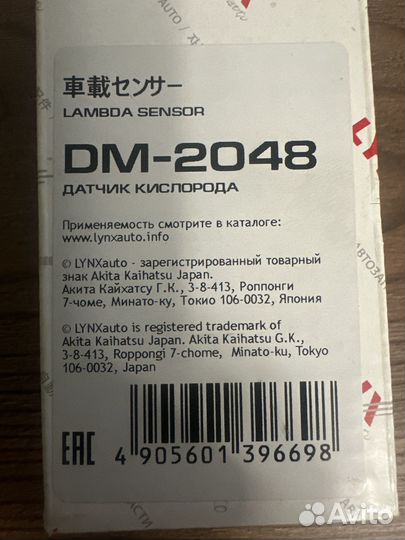 車載センサー
LAMBDA SENSOR
DM-2048
ДАТЧИК КИСЛОРОДА
Применяемость смотрите в каталоге:
www.lynxauto.info
© LYNXauto - зарегистрированный товарный
знак Akita Kaihatsu Japan.
Акита Кайхатсу Г.К., 3-8-413, Роппонги
7-чоме, Минато-ку, Токио 106-0032, Япония
© LYNXauto is registered trademark of
Akita Kaihatsu Japan. Akita Kaihatsu G.K.,
3-8-413, Roppongi 7-chome, Minato-ku, Tokyo
106-0032, Japan
EAC
4 905601 396698
Avito